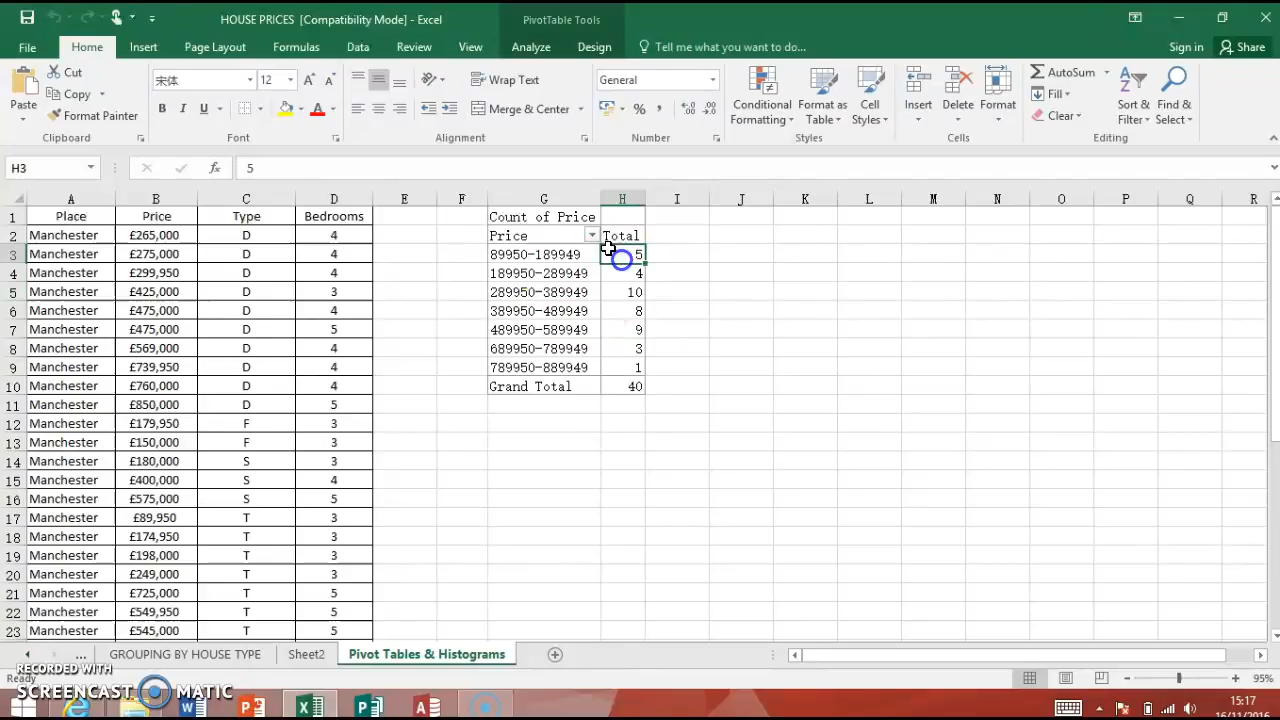 HOUSE PRICES [Compatibility Mode] - Excel
PivotTable Tools
File Home Insert Page Layout Formulas Data Review View Analyze Design Tell me what you want to do... Sign in Share
Paste Cut Copy Format Painter Clipboard
宋体 12 B I U A Font
Wrap Text Merge & Center Alignment
General % , Number
Conditional Formatting Format as Table Cell Styles Styles
Insert Delete Format Cells
AutoSum Fill Clear Sort & Filter Find & Select Editing
H3 fx 5
A B C D E F G H I J K L M N O P Q R
1 Place Price Type Bedrooms Count of Price
2 Manchester £265,000 D 4 Price Total
3 Manchester £275,000 D 4 89950-189949 5
4 Manchester £299,950 D 4 189950-289949 4
5 Manchester £425,000 D 3 289950-389949 10
6 Manchester £475,000 D 4 389950-489949 8
7 Manchester £475,000 D 5 489950-589949 9
8 Manchester £569,000 D 4 689950-789949 3
9 Manchester £739,950 D 4 789950-889949 1
10 Manchester £760,000 D 4 Grand Total 40
11 Manchester £850,000 D 5
12 Manchester £179,950 F 3
13 Manchester £150,000 F 3
14 Manchester £180,000 S 3
15 Manchester £400,000 S 4
16 Manchester £575,000 S 5
17 Manchester £89,950 T 3
18 Manchester £174,950 T 3
19 Manchester £198,000 T 3
20 Manchester £249,000 T 3
21 Manchester £725,000 T 5
22 Manchester £549,950 T 5
23 Manchester £545,000 T 5
... GROUPING BY HOUSE TYPE Sheet2 Pivot Tables & Histograms
Ready 95%
RECORDED WITH
SCREENCAST MATIC
15:17
16/11/2016